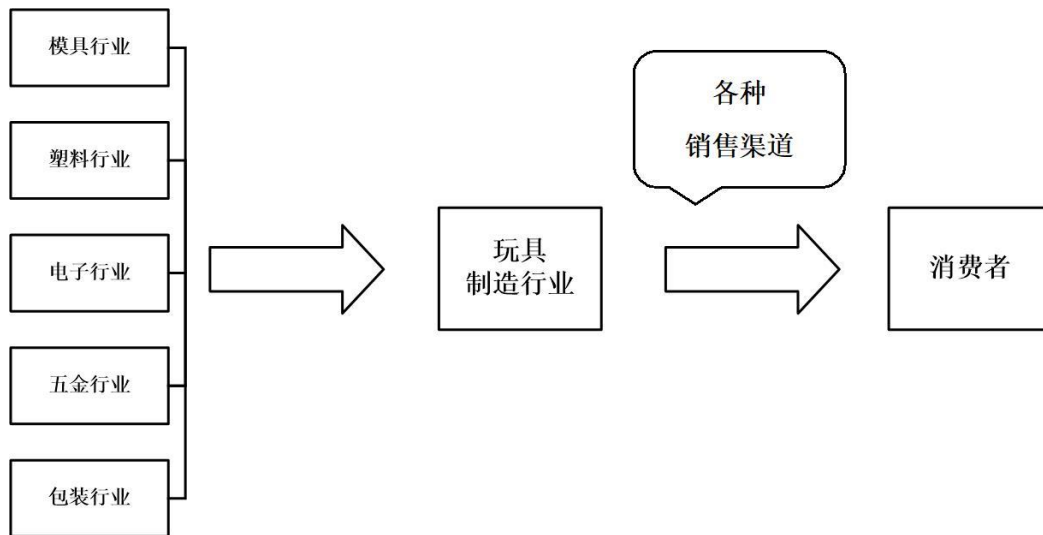 模具行业
塑料行业
电子行业
五金行业
包装行业
玩具
制造行业
各种
销售渠道
消费者